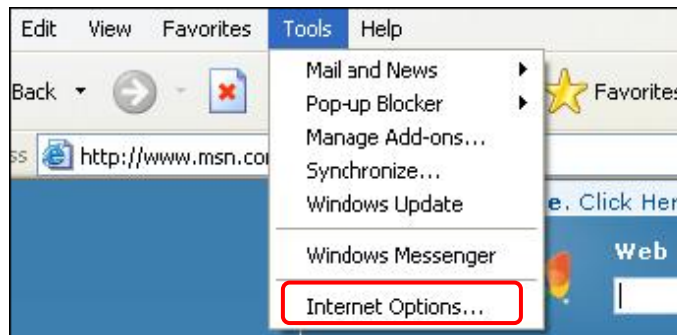 Edit View Favorites Tools Help
Mail and News
Back
Pop-up Blocker
Favorites
Manage Add-ons...
ss http://www.msn.co
Synchronize...
Windows Update
e. Click Her
Windows Messenger
Web
Internet Options...